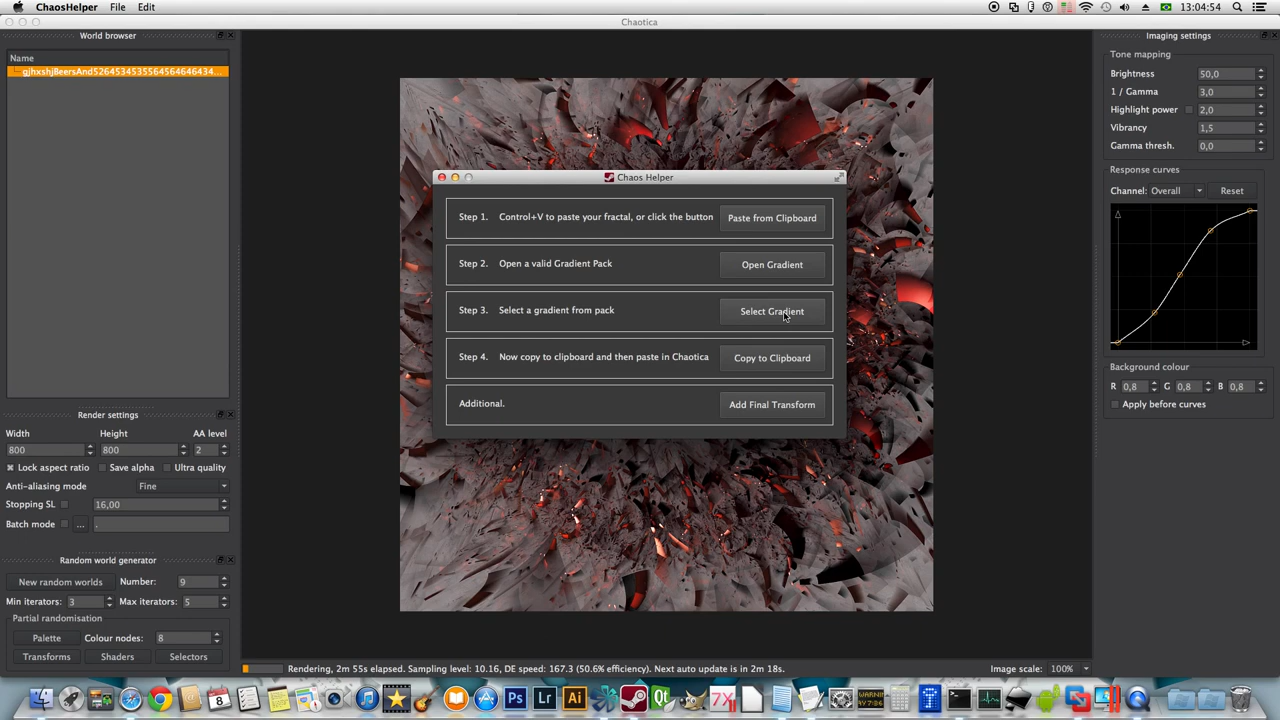 ChaosHelper File Edit 13:04:54
Chaotica
World browser
Name
gjhxshjBeersAnd526453453556456464643 4...
Render settings
Width Height AA level
800 800 2
Lock aspect ratio Save alpha Ultra quality
Anti-aliasing mode Fine
Stopping SL 16,00
Batch mode ... .
Random world generator
New random worlds Number: 9
Min iterators: 3 Max iterators: 5
Partial randomisation
Palette Colour nodes: 8
Transforms Shaders Selectors
Chaos Helper
Step 1. Control+V to paste your fractal, or click the button Paste from Clipboard
Step 2. Open a valid Gradient Pack Open Gradient
Step 3. Select a gradient from pack Select Gradient
Step 4. Now copy to clipboard and then paste in Chaotica Copy to Clipboard
Additional. Add Final Transform
Rendering, 2m 55s elapsed. Sampling level: 10.16, DE speed: 167.3 (50.6% efficiency). Next auto update is in 2m 18s.
Image scale: 100%
Imaging settings
Tone mapping
Brightness 50,0
1 / Gamma 3,0
Highlight power 2,0
Vibrancy 1,5
Gamma thresh. 0,0
Response curves
Channel: Overall Reset
Background colour
R 0,8 G 0,8 B 0,8
Apply before curves
8 Ps Lr Ai Qt 7X